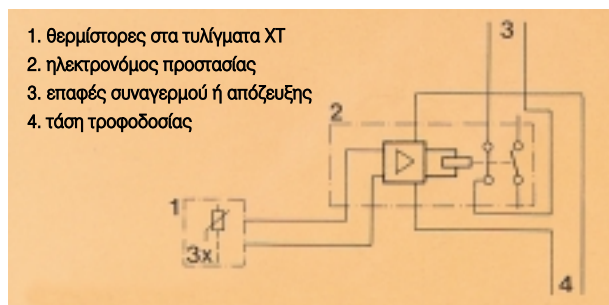 1. θερμίστορες στα τυλίγματα ΧΤ
2. ηλεκτρονόμος προστασίας
3. επαφές συναγερμού ή απόζευξης
4. τάση τροφοδοσίας
3
2
1
3x
4